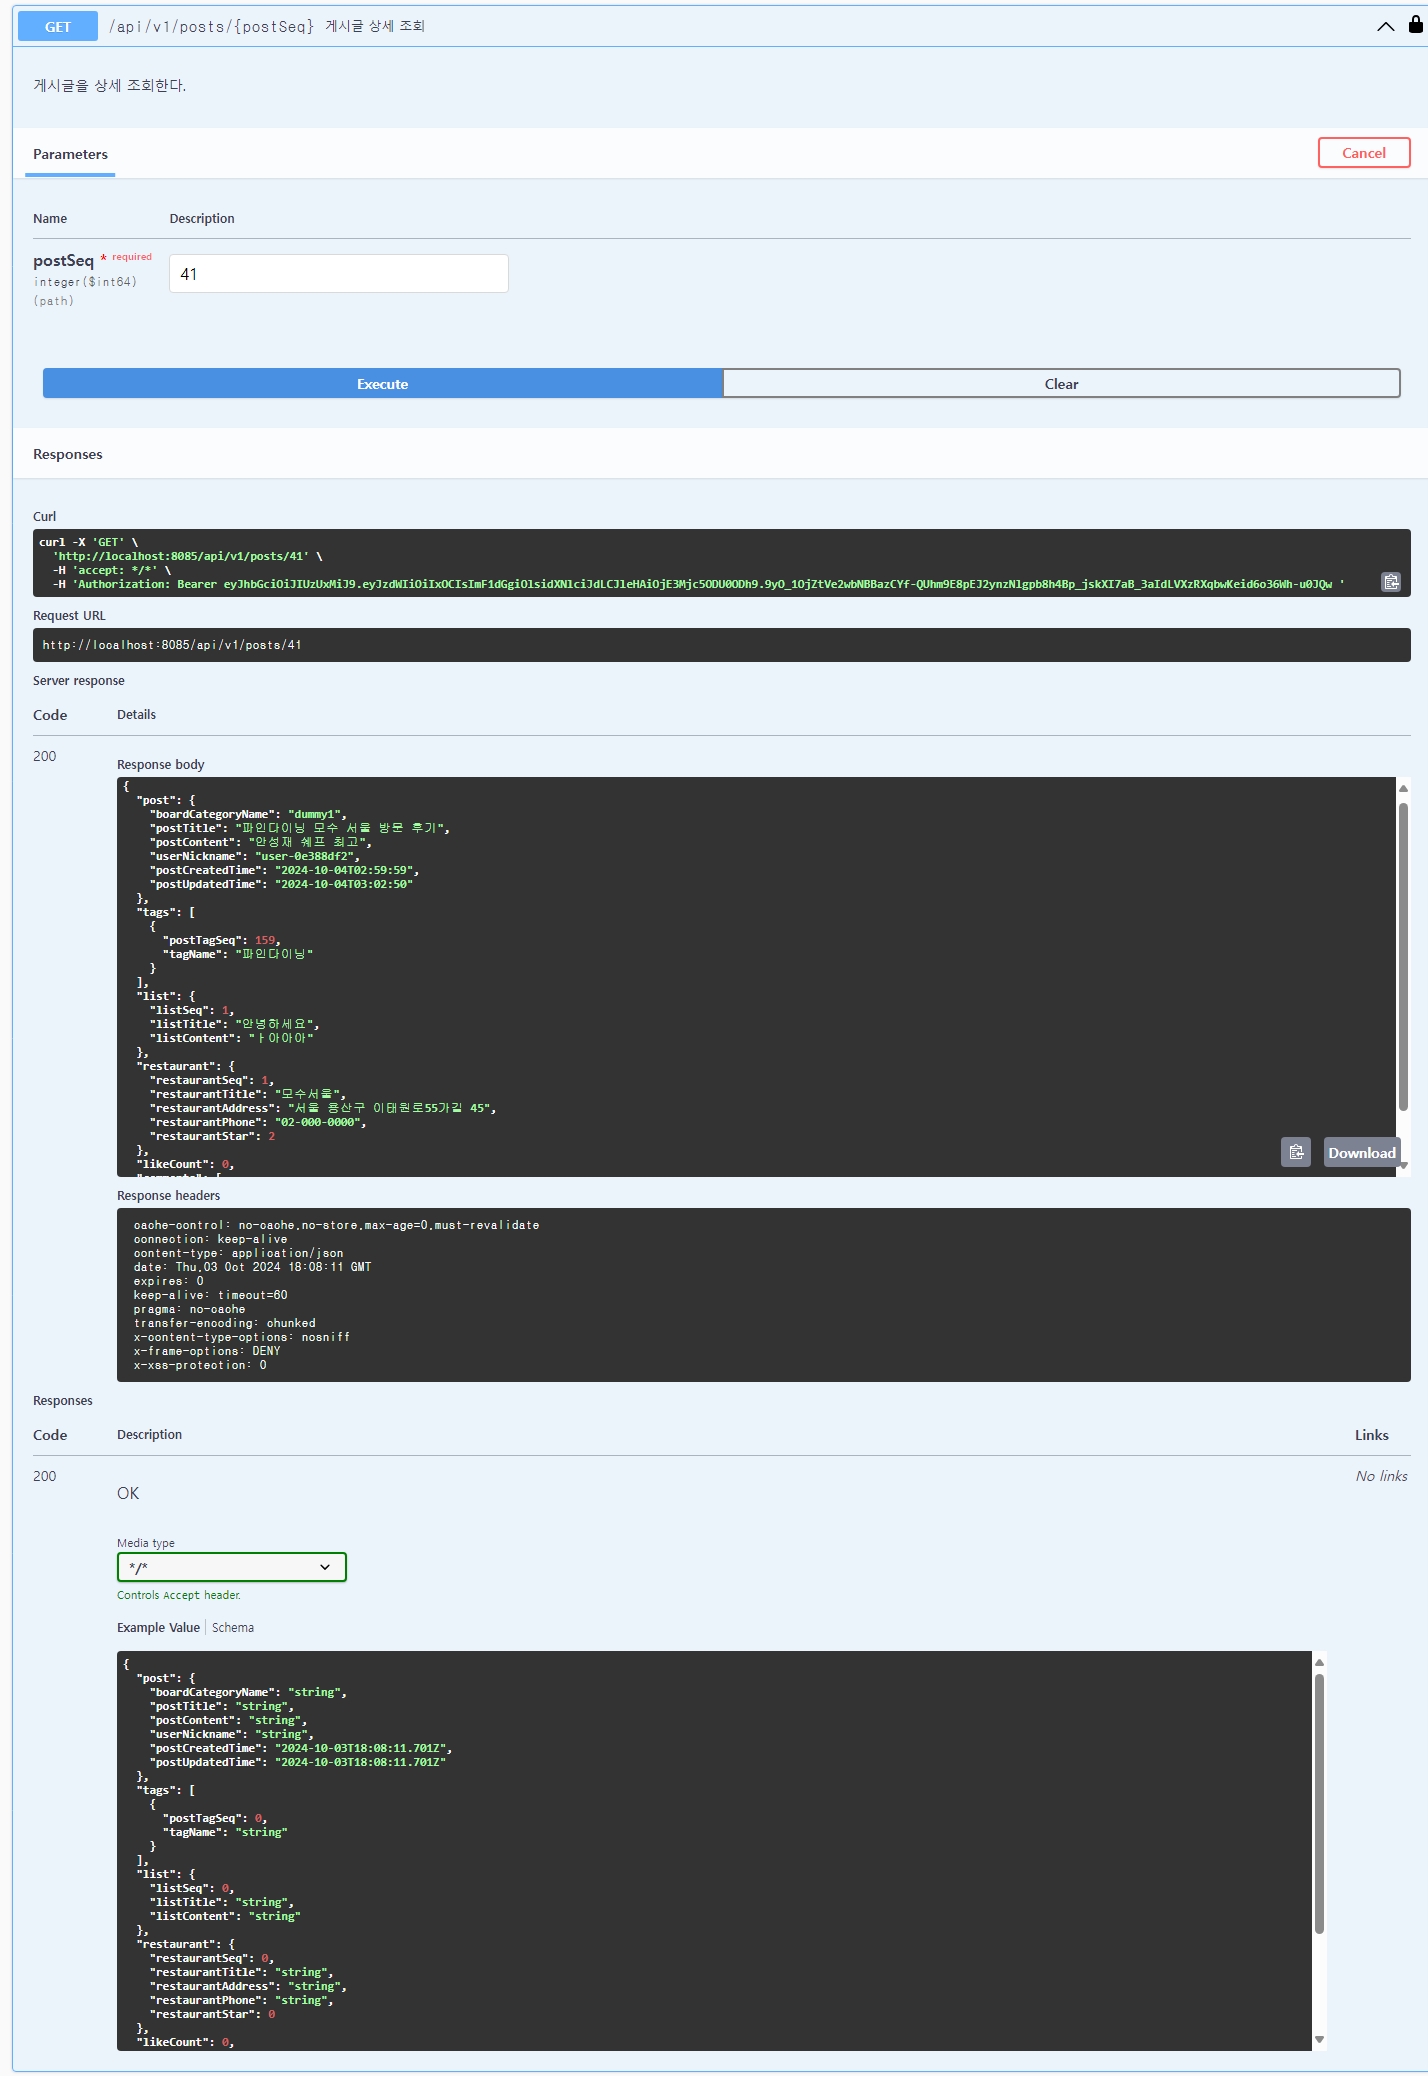 GET /api/v1/posts/{postSeq} 게시글 상세 조회
게시글을 상세 조회한다.
Parameters
Cancel
Name Description
postSeq * required
integer($int64)
(path)
41
Execute
Clear
Responses
Curl
curl -X 'GET' \
'http://localhost:8085/api/v1/posts/41' \
-H 'accept: */*' \
-H 'Authorization: Bearer eyJhbGciOiJIUzUxMiJ9.eyJzdWIiOiIxOCIsImF1dGgiOlsidXNlciJdLCJleHAiOjE3Mjc5ODU0ODh9.9yO_1OjZtVe2wbNBBazCYf-QUhm9E8pEJ2ynzNlgpb8h4Bp_jskXI7aB_3aIdLVXzRXqbwKeid6o36Wh-u0JQw '
Request URL
http://localhost:8085/api/v1/posts/41
Server response
Code Details
200
Response body
{
"post": {
"boardCategoryName": "dummy1",
"postTitle": "파인다이닝 모수 서울 방문 후기",
"postContent": "안성재 쉐프 최고",
"userNickname": "user-0e388df2",
"postCreatedTime": "2024-10-04T02:59:59",
"postUpdatedTime": "2024-10-04T03:02:50"
},
"tags": [
{
"postTagSeq": 159,
"tagName": "파인다이닝"
}
],
"list": {
"listSeq": 1,
"listTitle": "안녕하세요",
"listContent": "ㅏ아아아"
},
"restaurant": {
"restaurantSeq": 1,
"restaurantTitle": "모수서울",
"restaurantAddress": "서울 용산구 이태원로55가길 45",
"restaurantPhone": "02-000-0000",
"restaurantStar": 2
},
"likeCount": 0,
Download
Response headers
cache-control: no-cache,no-store,max-age=0,must-revalidate
connection: keep-alive
content-type: application/json
date: Thu,03 Oct 2024 18:08:11 GMT
expires: 0
keep-alive: timeout=60
pragma: no-cache
transfer-encoding: chunked
x-content-type-options: nosniff
x-frame-options: DENY
x-xss-protection: 0
Responses
Code Description Links
200
OK
No links
Media type
*/*
Controls Accept header.
Example Value Schema
{
"post": {
"boardCategoryName": "string",
"postTitle": "string",
"postContent": "string",
"userNickname": "string",
"postCreatedTime": "2024-10-03T18:08:11.701Z",
"postUpdatedTime": "2024-10-03T18:08:11.701Z"
},
"tags": [
{
"postTagSeq": 0,
"tagName": "string"
}
],
"list": {
"listSeq": 0,
"listTitle": "string",
"listContent": "string"
},
"restaurant": {
"restaurantSeq": 0,
"restaurantTitle": "string",
"restaurantAddress": "string",
"restaurantPhone": "string",
"restaurantStar": 0
},
"likeCount": 0,